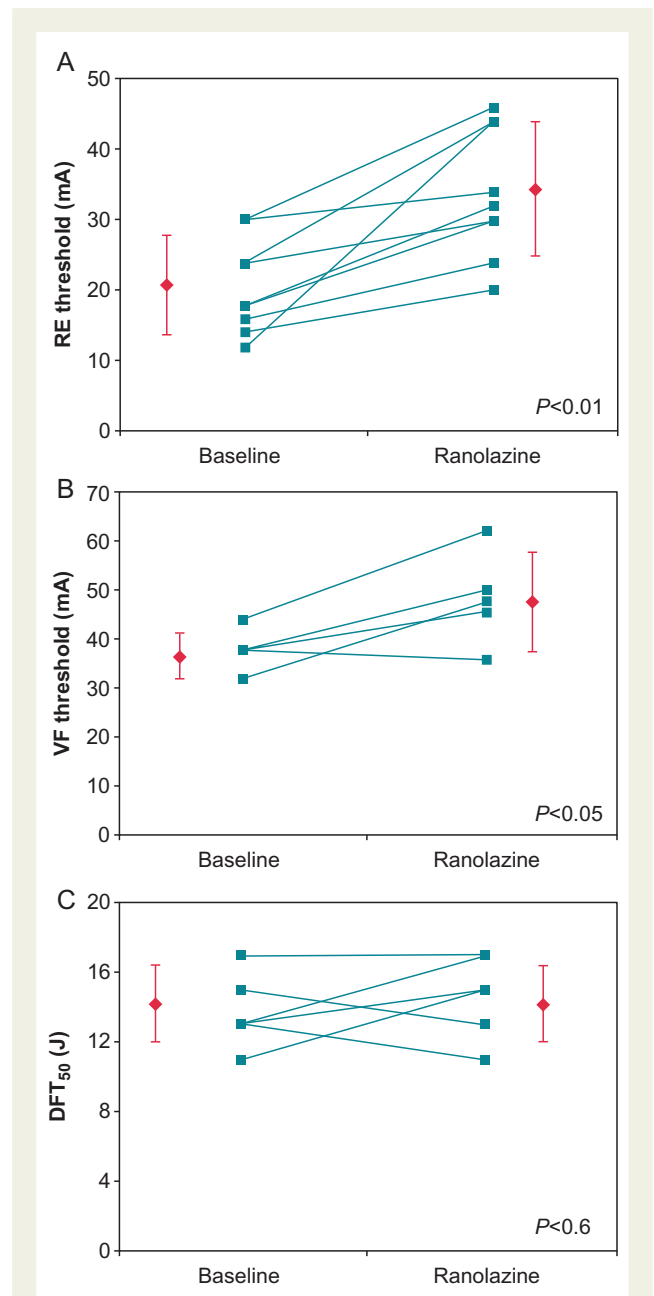 A
RE threshold (mA)
50
40
30
20
10
0
P<0.01
Baseline Ranolazine
B
VF threshold (mA)
70
60
50
40
30
20
10
0
P<0.05
Baseline Ranolazine
C
DFT50 (J)
20
16
12
8
4
0
P<0.6
Baseline Ranolazine